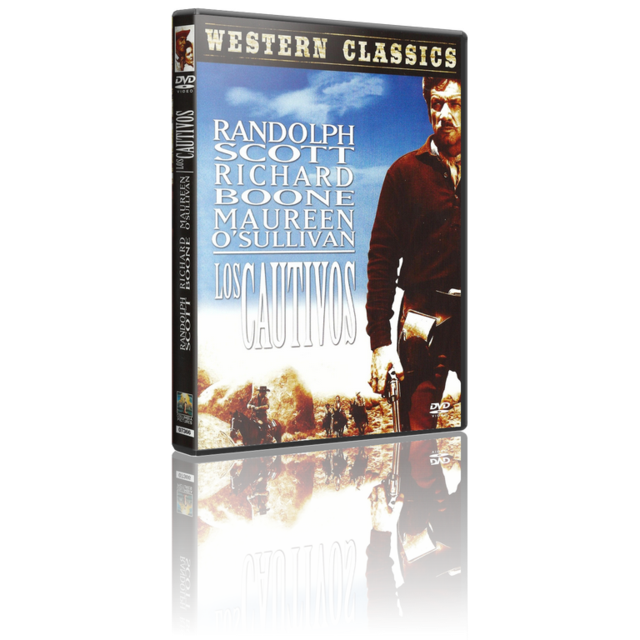 WESTERN CLASSICS
RANDOLPH
SCOTT
RICHARD
BOONE
MAUREEN
O'SULLIVAN
LOS CAUTIVOS
DVD
DVD
VIDEO
LOS CAUTIVOS
RANDOLPH SCOTT RICHARD BOONE MAUREEN O'SULLIVAN